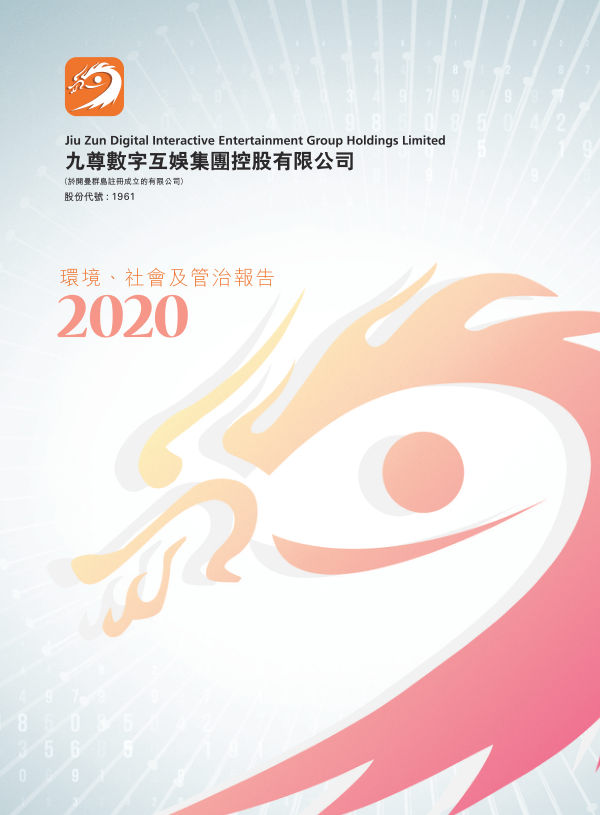 Jiu Zun Digital Interactive Entertainment Group Holdings Limited
九尊數字互娛集團控股有限公司
(於開曼群島註冊成立的有限公司)
股份代號 : 1961
環境、社會及管治報告
2020